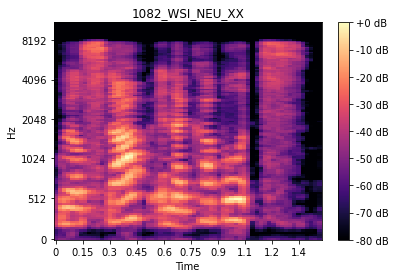 1082_WSI_NEU_XX
Hz
8192
4096
2048
1024
512
0
0 0.15 0.3 0.45 0.6 0.75 0.9 1.1 1.2 1.4
Time
+0 dB
-10 dB
-20 dB
-30 dB
-40 dB
-50 dB
-60 dB
-70 dB
-80 dB